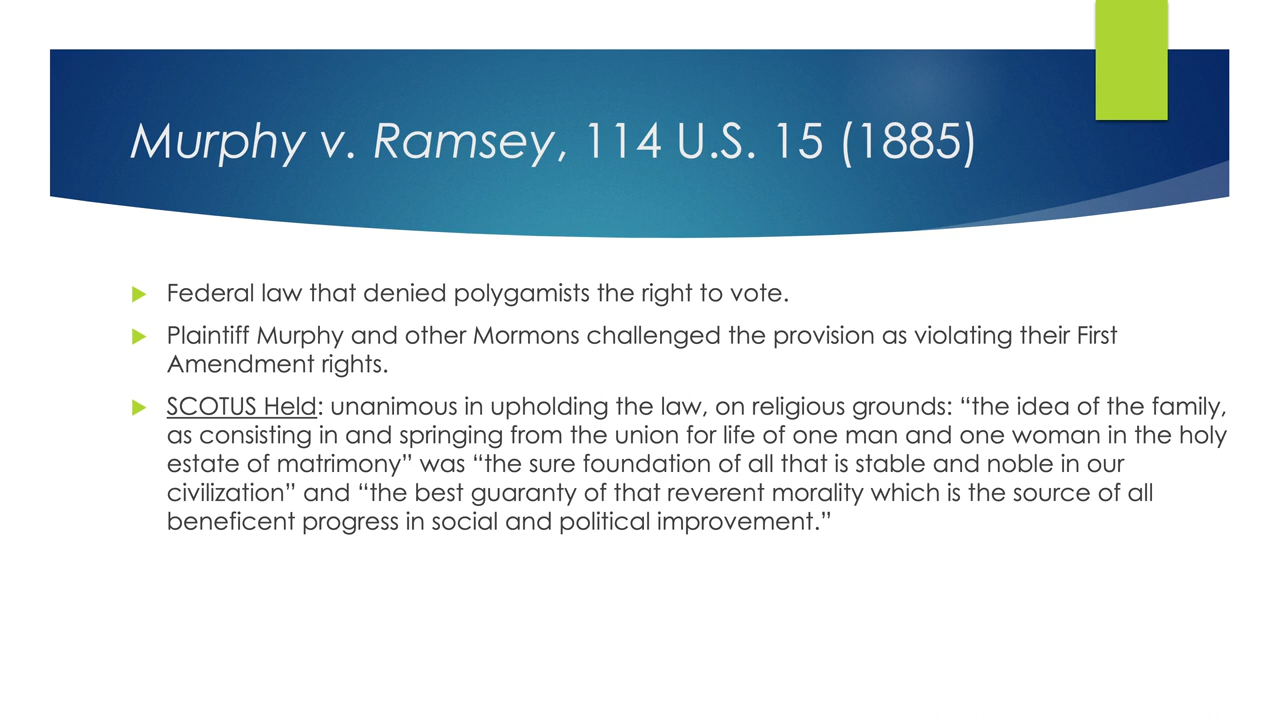 Murphy v. Ramsey, 114 U.S. 15 (1885)
Federal law that denied polygamists the right to vote.
Plaintiff Murphy and other Mormons challenged the provision as violating their First
Amendment rights.
SCOTUS Held: unanimous in upholding the law, on religious grounds: “the idea of the family,
as consisting in and springing from the union for life of one man and one woman in the holy
estate of matrimony” was “the sure foundation of all that is stable and noble in our
civilization” and “the best guaranty of that reverent morality which is the source of all
beneficent progress in social and political improvement.”